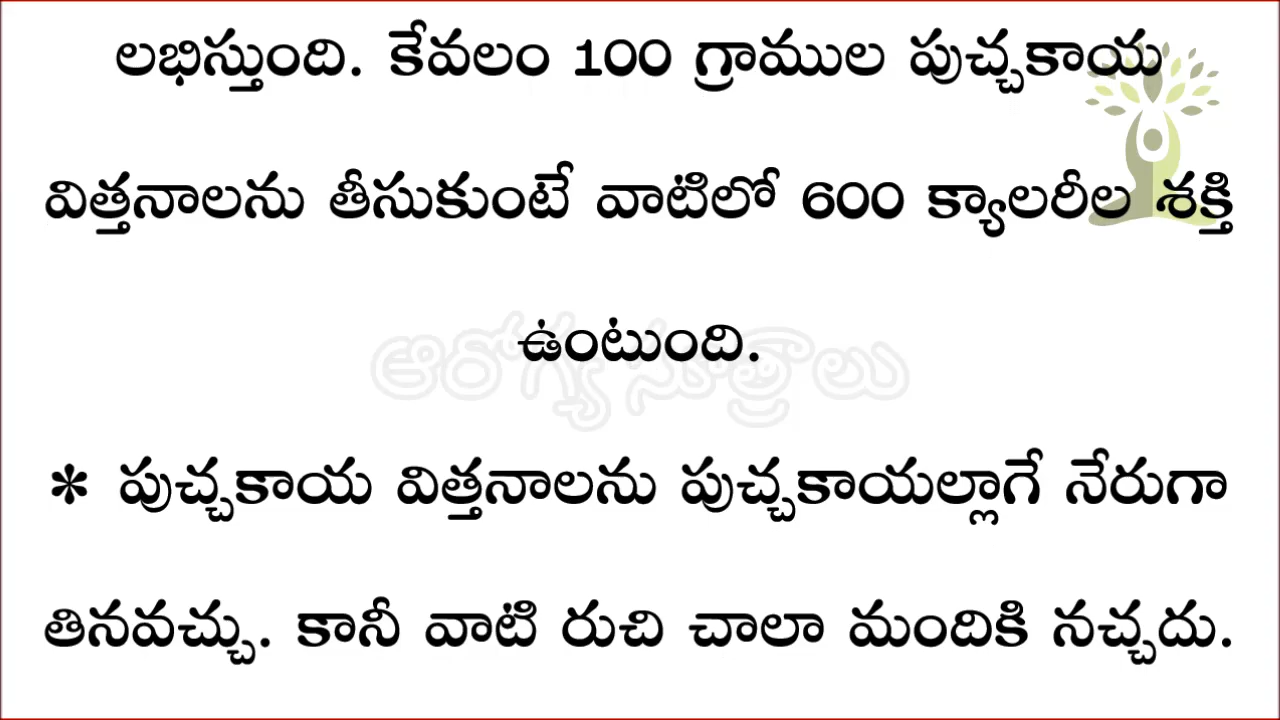 లభిస్తుంది. కేవలం 100 గ్రాముల పుచ్చకాయ
విత్తనాలను తీసుకుంటే వాటిలో 600 క్యాలరీల శక్తి
ఉంటుంది.
ఆరోగ్య సూత్రాలు
* పుచ్చకాయ విత్తనాలను పుచ్చకాయల్లాగే నేరుగా
తినవచ్చు. కానీ వాటి రుచి చాలా మందికి నచ్చదు.